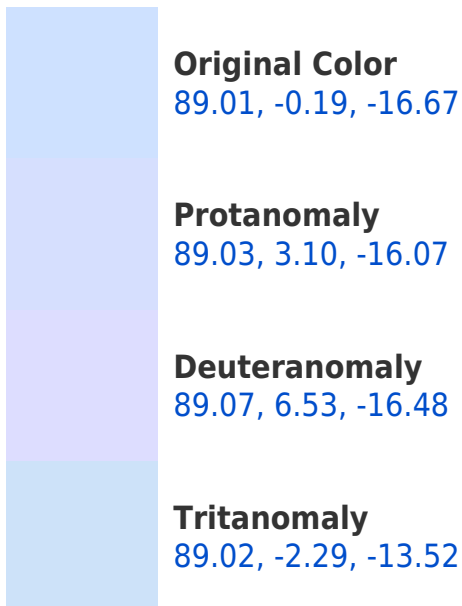 Original Color
89.01, -0.19, -16.67
Protanomaly
89.03, 3.10, -16.07
Deuteranomaly
89.07, 6.53, -16.48
Tritanomaly
89.02, -2.29, -13.52